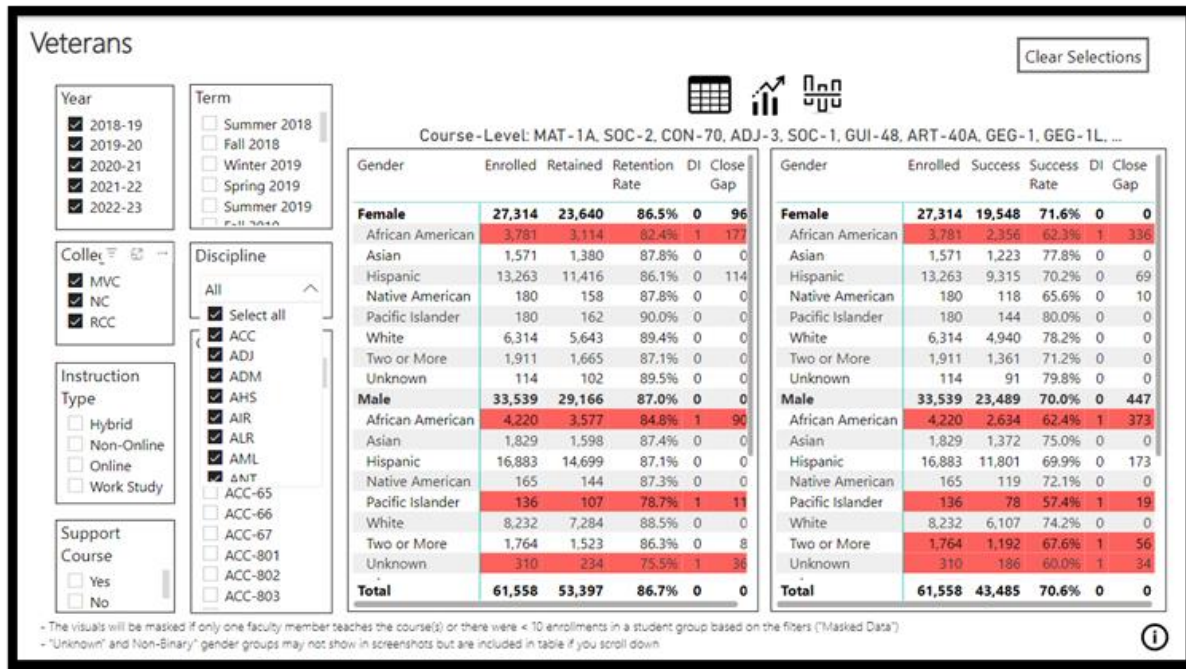 Veterans
Clear Selections
Year
2018-19
2019-20
2020-21
2021-22
2022-23
Term
Summer 2018
Fall 2018
Winter 2019
Spring 2019
Summer 2019
Fall 2019
MVC
NC
RCC
Discipline
All
Select all
ACC
ADJ
ADM
AHS
AIR
ALR
AML
ANT
ACC-65
ACC-66
ACC-67
ACC-801
ACC-802
ACC-803
Instruction
Type
Hybrid
Non-Online
Online
Work Study
Support
Course
Yes
No
Course-Level: MAT-1A, SOC-2, CON-70, ADJ-3, SOC-1, GUI-48, ART-40A, GEG-1, GEG-1L, ...
Gender Enrolled Retained Retention Rate DI Close Gap
Female 27,314 23,640 86.5% 0 96
African American 3,781 3,114 82.4% 1 177
Asian 1,571 1,380 87.8% 0 0
Hispanic 13,263 11,416 86.1% 0 114
Native American 180 158 87.8% 0 0
Pacific Islander 180 162 90.0% 0 0
White 6,314 5,643 89.4% 0 0
Two or More 1,911 1,665 87.1% 0 0
Unknown 114 102 89.5% 0 0
Male 33,539 29,166 87.0% 0 0
African American 4,220 3,577 84.8% 1 90
Asian 1,829 1,598 87.4% 0 0
Hispanic 16,883 14,699 87.1% 0 0
Native American 165 144 87.3% 0 0
Pacific Islander 136 107 78.7% 1 11
White 8,232 7,284 88.5% 0 0
Two or More 1,764 1,523 86.3% 0 8
Unknown 310 234 75.5% 1 36
Total 61,558 53,397 86.7% 0 0
Gender Enrolled Success Success Rate DI Close Gap
Female 27,314 19,548 71.6% 0 0
African American 3,781 2,356 62.3% 1 336
Asian 1,571 1,223 77.8% 0 0
Hispanic 13,263 9,315 70.2% 0 69
Native American 180 118 65.6% 0 10
Pacific Islander 180 144 80.0% 0 0
White 6,314 4,940 78.2% 0 0
Two or More 1,911 1,361 71.2% 0 0
Unknown 114 91 79.8% 0 0
Male 33,539 23,489 70.0% 0 447
African American 4,220 2,634 62.4% 1 373
Asian 1,829 1,372 75.0% 0 0
Hispanic 16,883 11,801 69.9% 0 173
Native American 165 119 72.1% 0 0
Pacific Islander 136 78 57.4% 1 19
White 8,232 6,107 74.2% 0 0
Two or More 1,764 1,192 67.6% 1 56
Unknown 310 186 60.0% 1 34
Total 61,558 43,485 70.6% 0 0
- The visuals will be masked if only one faculty member teaches the course(s) or there were < 10 enrollments in a student group based on the filters ("Masked Data")
- "Unknown" and Non-Binary" gender groups may not show in screenshots but are included in table if you scroll down